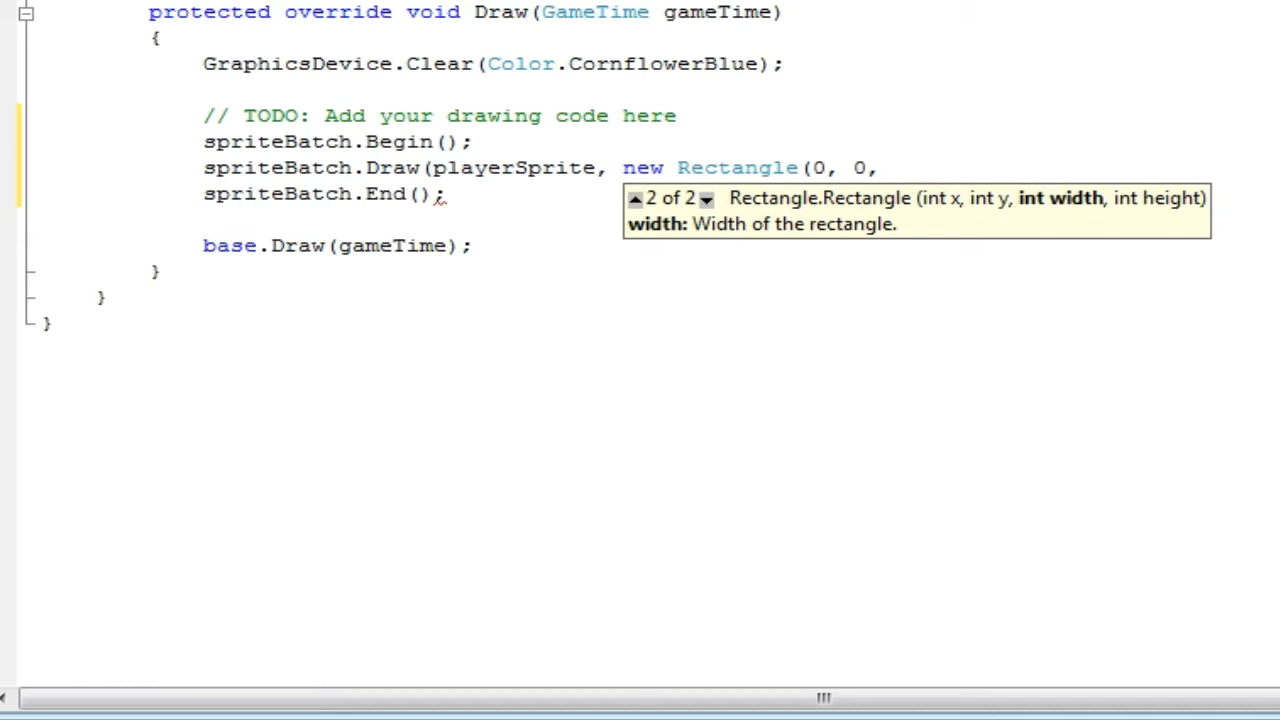 protected override void Draw(GameTime gameTime)
{
GraphicsDevice.Clear(Color.CornflowerBlue);
// TODO: Add your drawing code here
spriteBatch.Begin();
spriteBatch.Draw(playerSprite, new Rectangle(0, 0,
spriteBatch.End();
2 of 2 Rectangle.Rectangle (int x, int y, int width, int height)
width: Width of the rectangle.
base.Draw(gameTime);
}
}
}